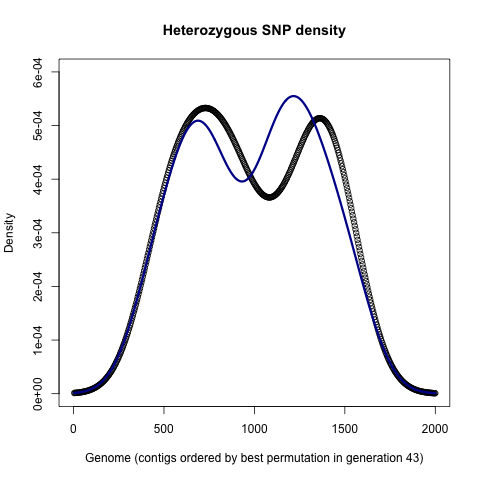 Heterozygous SNP density
6e-04
5e-04
4e-04
3e-04
2e-04
1e-04
0e+00
Density
0 500 1000 1500 2000
Genome (contigs ordered by best permutation in generation 43)